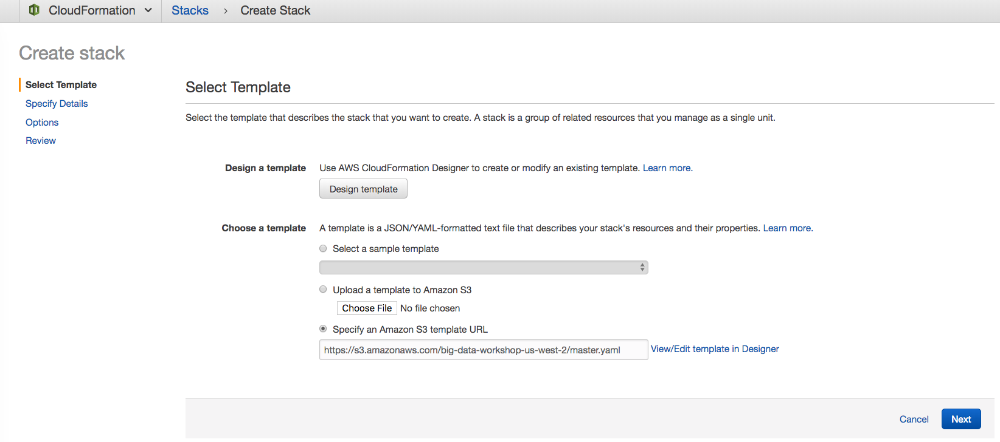 CloudFormation Stacks > Create Stack
Create stack
Select Template
Specify Details
Options
Review
Select Template
Select the template that describes the stack that you want to create. A stack is a group of related resources that you manage as a single unit.
Design a template Use AWS CloudFormation Designer to create or modify an existing template. Learn more.
Design template
Choose a template A template is a JSON/YAML-formatted text file that describes your stack's resources and their properties. Learn more.
Select a sample template
Upload a template to Amazon S3
Choose File No file chosen
Specify an Amazon S3 template URL
https://s3.amazonaws.com/big-data-workshop-us-west-2/master.yaml View/Edit template in Designer
Cancel Next